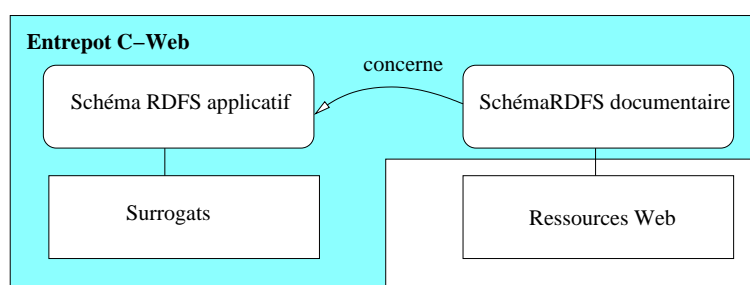 Entrepot C−Web
concerne
Schéma RDFS applicatif
SchémaRDFS documentaire
Surrogats
Ressources Web